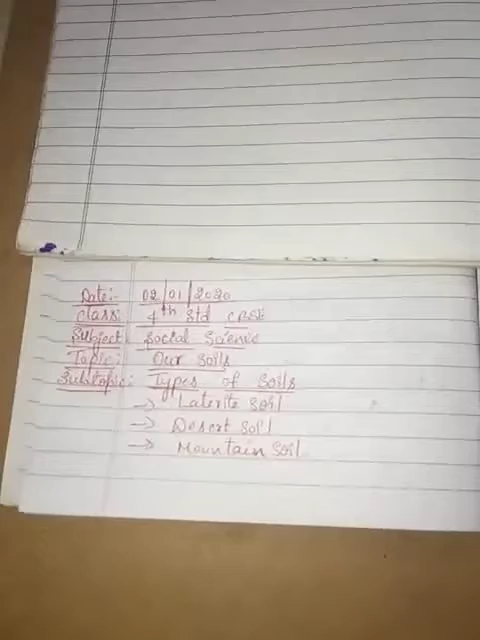 Date:- 02/01/2020
Class: 4th Std CBSE
Subject: Social Science
Topic: Our Soils
Subtopic: Types of Soils
→ Laterite Soil
→ Desert Soil
→ Mountain Soil